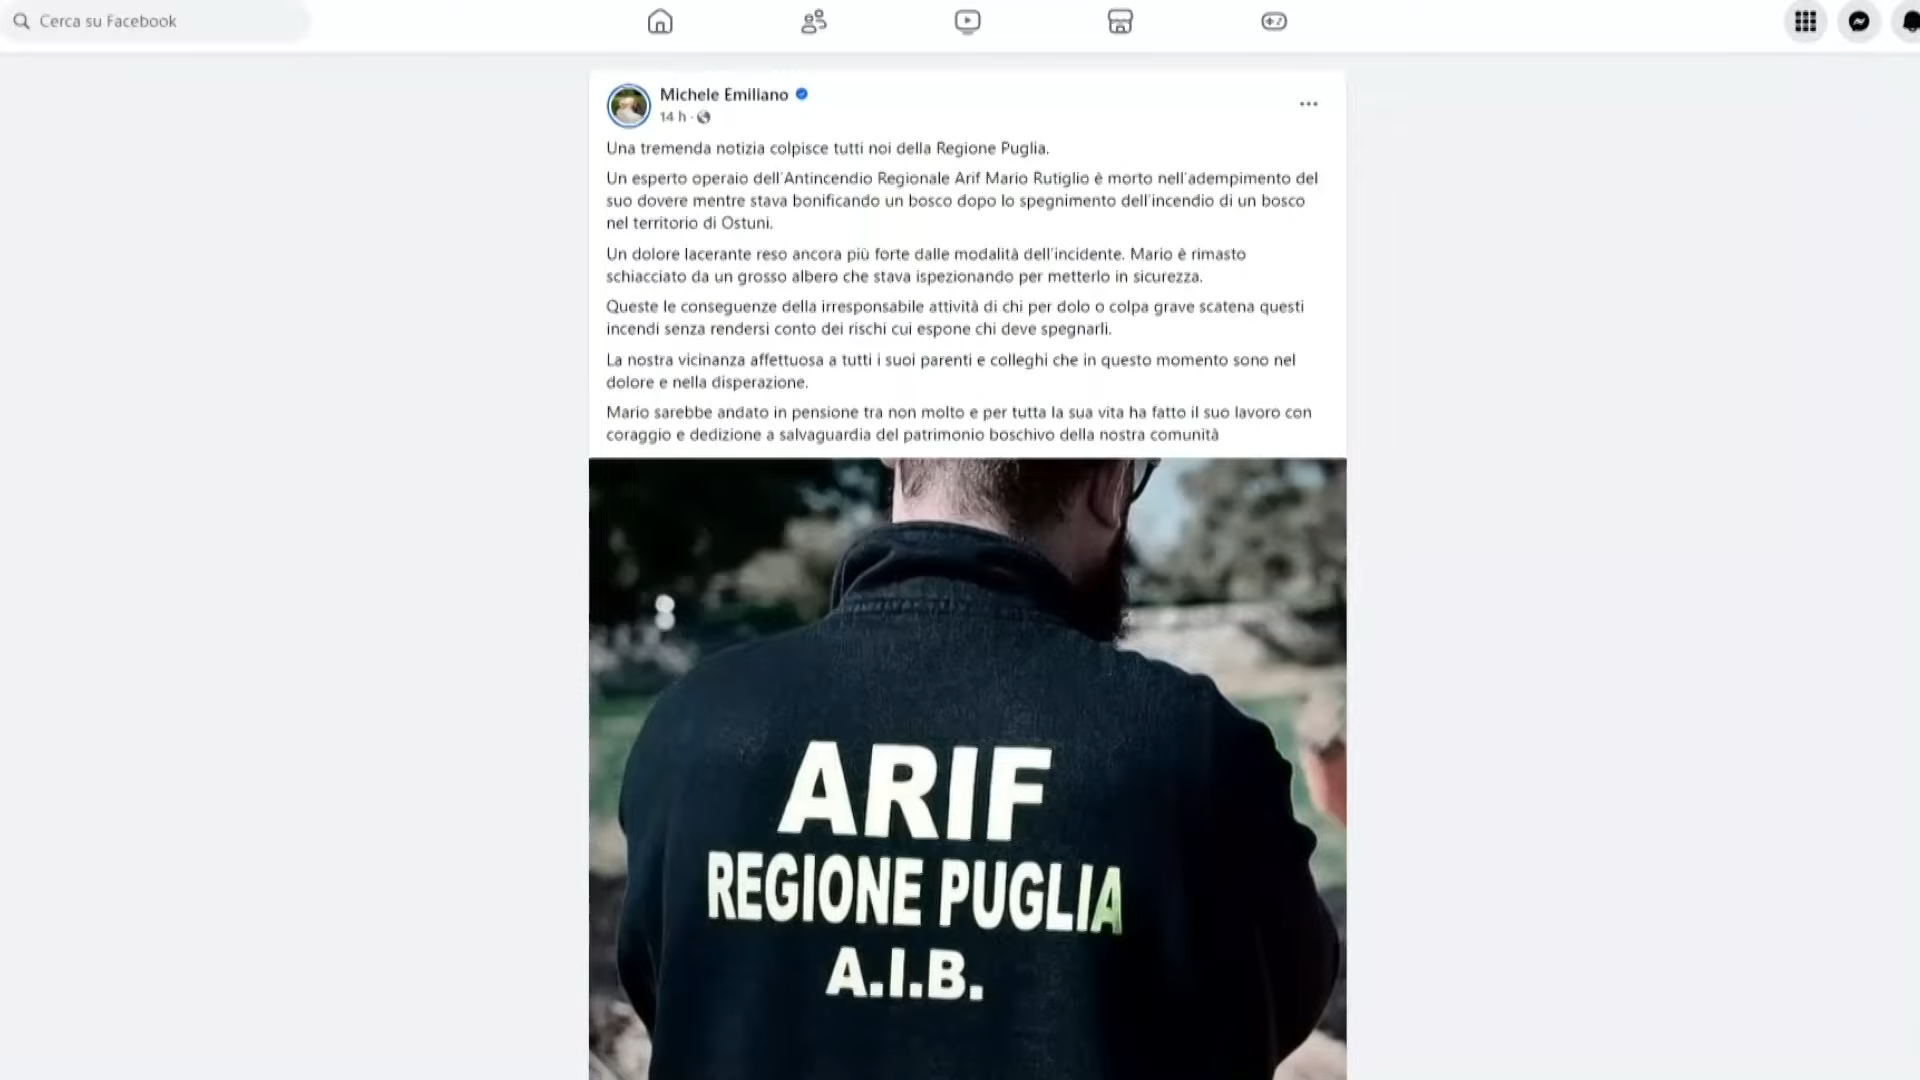 Cerca su Facebook
Michele Emiliano
14 h ·
Una tremenda notizia colpisce tutti noi della Regione Puglia.
Un esperto operaio dell'Antincendio Regionale Arif Mario Rutiglio è morto nell'adempimento del
suo dovere mentre stava bonificando un bosco dopo lo spegnimento dell'incendio di un bosco
nel territorio di Ostuni.
Un dolore lacerante reso ancora più forte dalle modalità dell'incidente. Mario è rimasto
schiacciato da un grosso albero che stava ispezionando per metterlo in sicurezza.
Queste le conseguenze della irresponsabile attività di chi per dolo o colpa grave scatena questi
incendi senza rendersi conto dei rischi cui espone chi deve spegnarli.
La nostra vicinanza affettuosa a tutti i suoi parenti e colleghi che in questo momento sono nel
dolore e nella disperazione.
Mario sarebbe andato in pensione tra non molto e per tutta la sua vita ha fatto il suo lavoro con
coraggio e dedizione a salvaguardia del patrimonio boschivo della nostra comunità
ARIF
REGIONE PUGLIA
A.I.B.